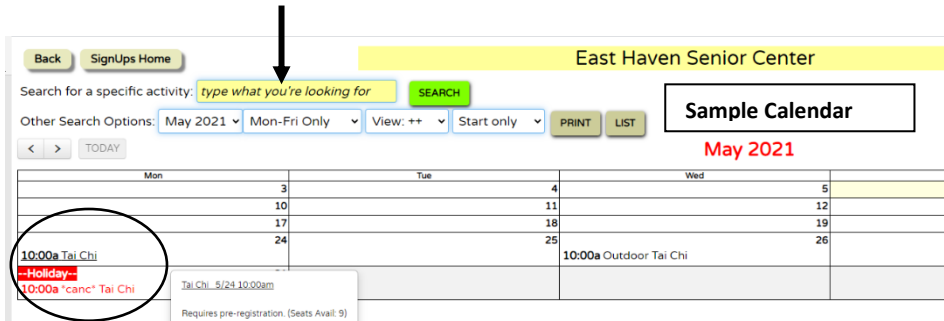 Back SignUps Home East Haven Senior Center
Search for a specific activity: type what you're looking for SEARCH
Other Search Options: May 2021 Mon-Fri Only View: ++ Start only PRINT LIST
Sample Calendar
< > TODAY
May 2021
Mon Tue Wed
3 4 5
10 11 12
17 18 19
24 25 26
10:00a Tai Chi 10:00a Outdoor Tai Chi
--Holiday--
10:00a *canc* Tai Chi
Tai Chi 5/24 10:00am
Requires pre-registration. (Seats Avail: 9)